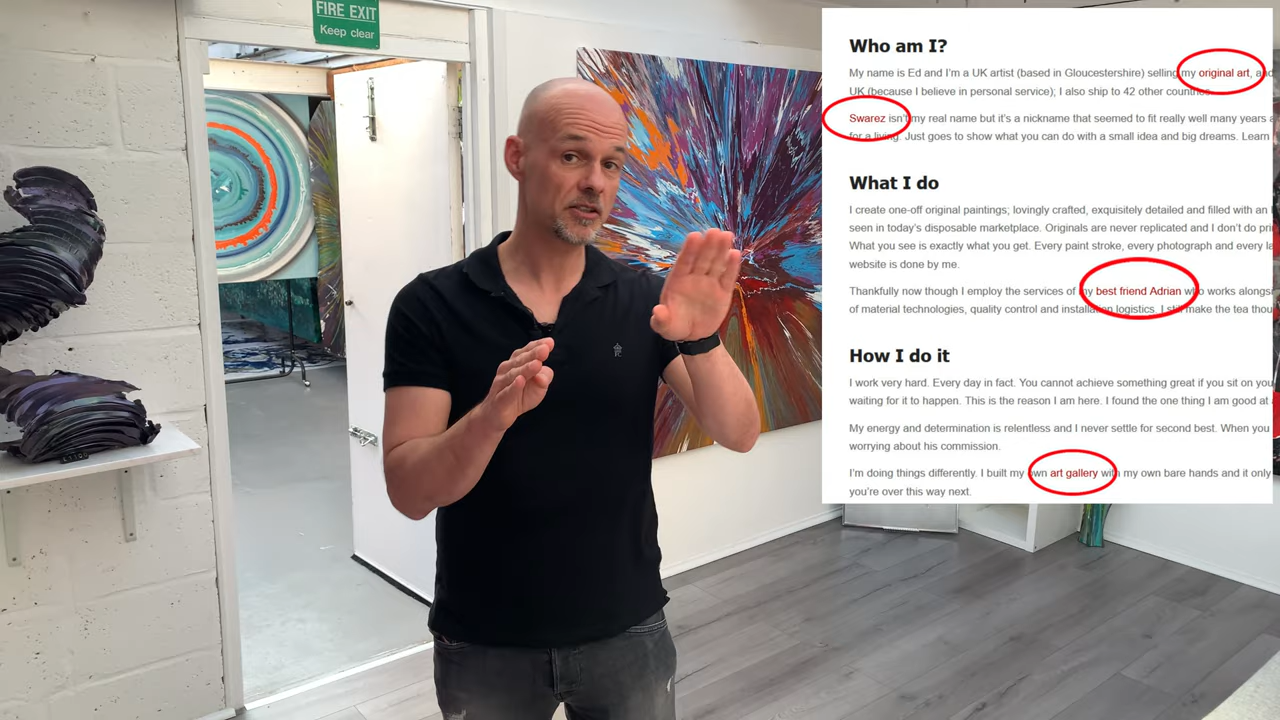 FIRE EXIT
Keep clear
Who am I?
My name is Ed and I'm a UK artist (based in Gloucestershire) selling my original art, and
UK (because I believe in personal service); I also ship to 42 other countries.
Swarez isn't my real name but it's a nickname that seemed to fit really well many years a
for a living. Just goes to show what you can do with a small idea and big dreams. Learn
What I do
I create one-off original paintings; lovingly crafted, exquisitely detailed and filled with an
seen in today's disposable marketplace. Originals are never replicated and I don't do pri
What you see is exactly what you get. Every paint stroke, every photograph and every la
website is done by me.
Thankfully now though I employ the services of my best friend Adrian who works alongs
of material technologies, quality control and installation logistics. I still make the tea thou
How I do it
I work very hard. Every day in fact. You cannot achieve something great if you sit on you
waiting for it to happen. This is the reason I am here. I found the one thing I am good at
My energy and determination is relentless and I never settle for second best. When you
worrying about his commission.
I'm doing things differently. I built my own art gallery with my own bare hands and it only
you're over this way next.